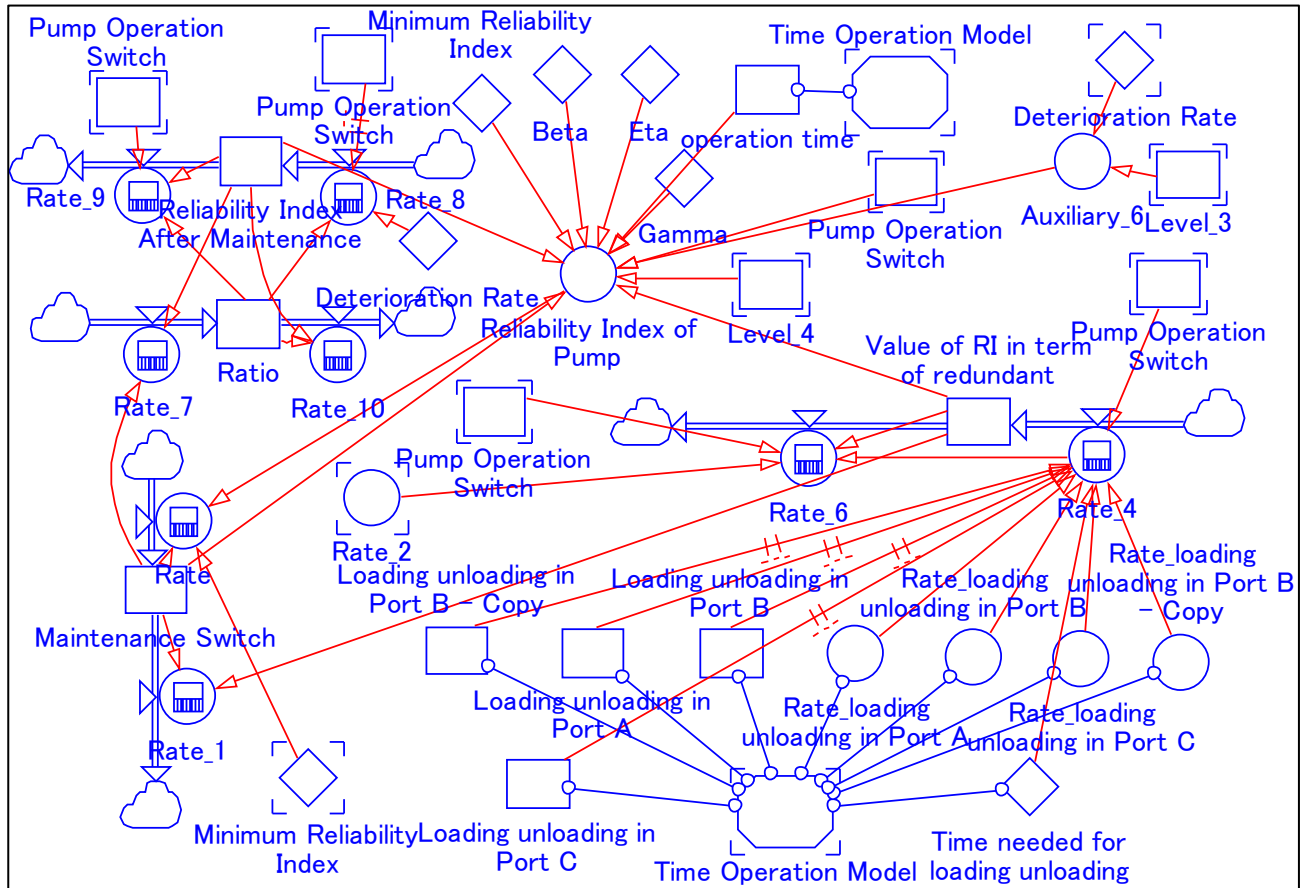 Pump Operation
Switch
Minimum Reliability
Index
Time Operation Model
Pump Operation
Switch
Beta
Eta
operation time
Deterioration Rate
Rate_9
Rate_8
Reliability Index
After Maintenance
Gamma
Pump Operation
Switch
Auxiliary_6
Level_3
Deterioration Rate
Reliability Index of
Pump
Level_4
Pump Operation
Switch
Ratio
Value of RI in term
of redundant
Rate_7
Rate_10
Pump Operation
Switch
Rate_6
Rate_4
Rate
Rate_2
Loading unloading in
Port B - Copy
Loading unloading in
Port B
Rate_loading
unloading in Port B
Rate_loading
unloading in Port B
- Copy
Maintenance Switch
Loading unloading in
Port A
Rate_loading
unloading in Port A
Rate_loading
unloading in Port C
Rate_1
Minimum Reliability
Index
Loading unloading in
Port C
Time Operation Model
Time needed for
loading unloading